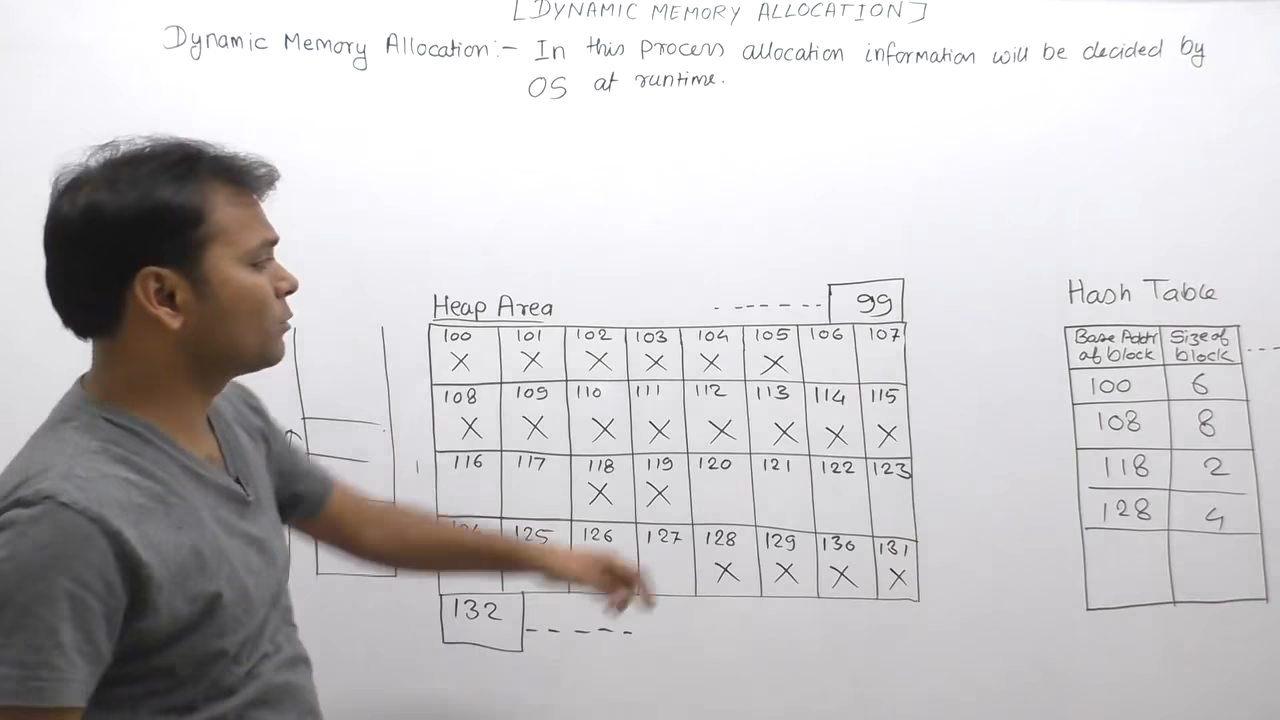 [DYNAMIC MEMORY ALLOCATION]
Dynamic Memory Allocation:- In this process allocation information will be decided by
OS at runtime.
Heap Area
99
100 101 102 103 104 105 106 107
X X X X X X
108 109 110 111 112 113 114 115
X X X X X X X X
116 117 118 119 120 121 122 123
X X
125 126 127 128 129 130 131
X X X X
132
Hash Table
Base Addr of block Size of block
100 6
108 8
118 2
128 4